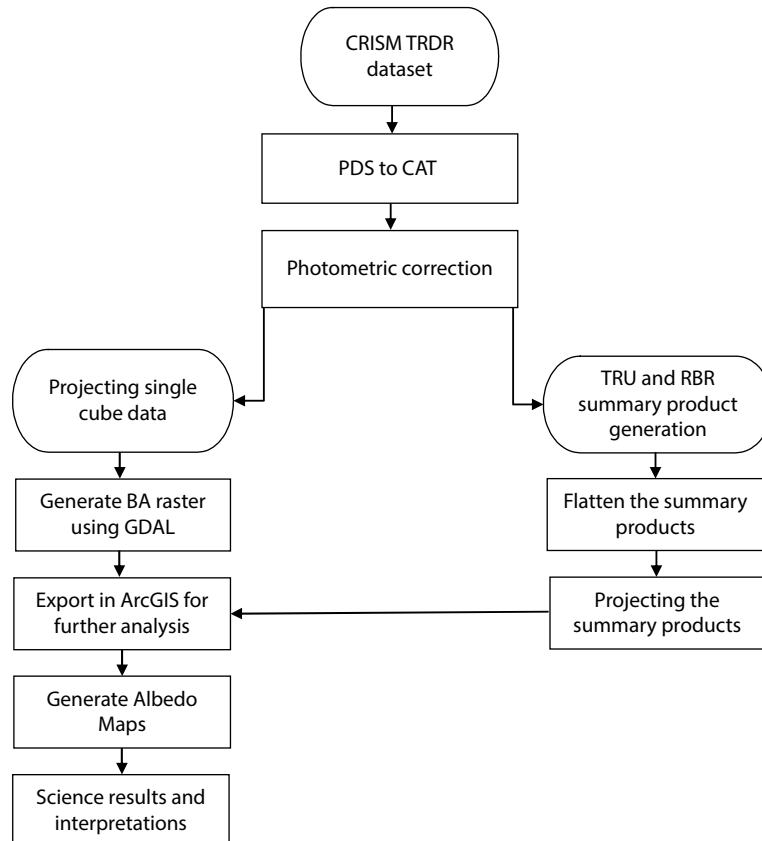 CRISM TRDR
dataset
PDS to CAT
Photometric correction
Projecting single
cube data
TRU and RBR
summary product
generation
Generate BA raster
using GDAL
Flatten the summary
products
Export in ArcGIS for
further analysis
Projecting the
summary products
Generate Albedo
Maps
Science results and
interpretations